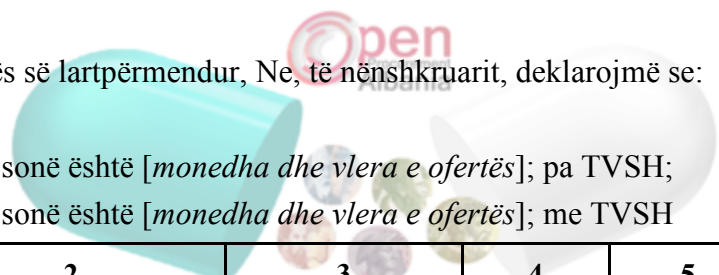 Open
Procurement
Albania
ës së lartpërmendur, Ne, të nënshkruarit, deklarojmë se:
sonë është [monedha dhe vlera e ofertës]; pa TVSH;
sonë është [monedha dhe vlera e ofertës]; me TVSH
2 3 4 5